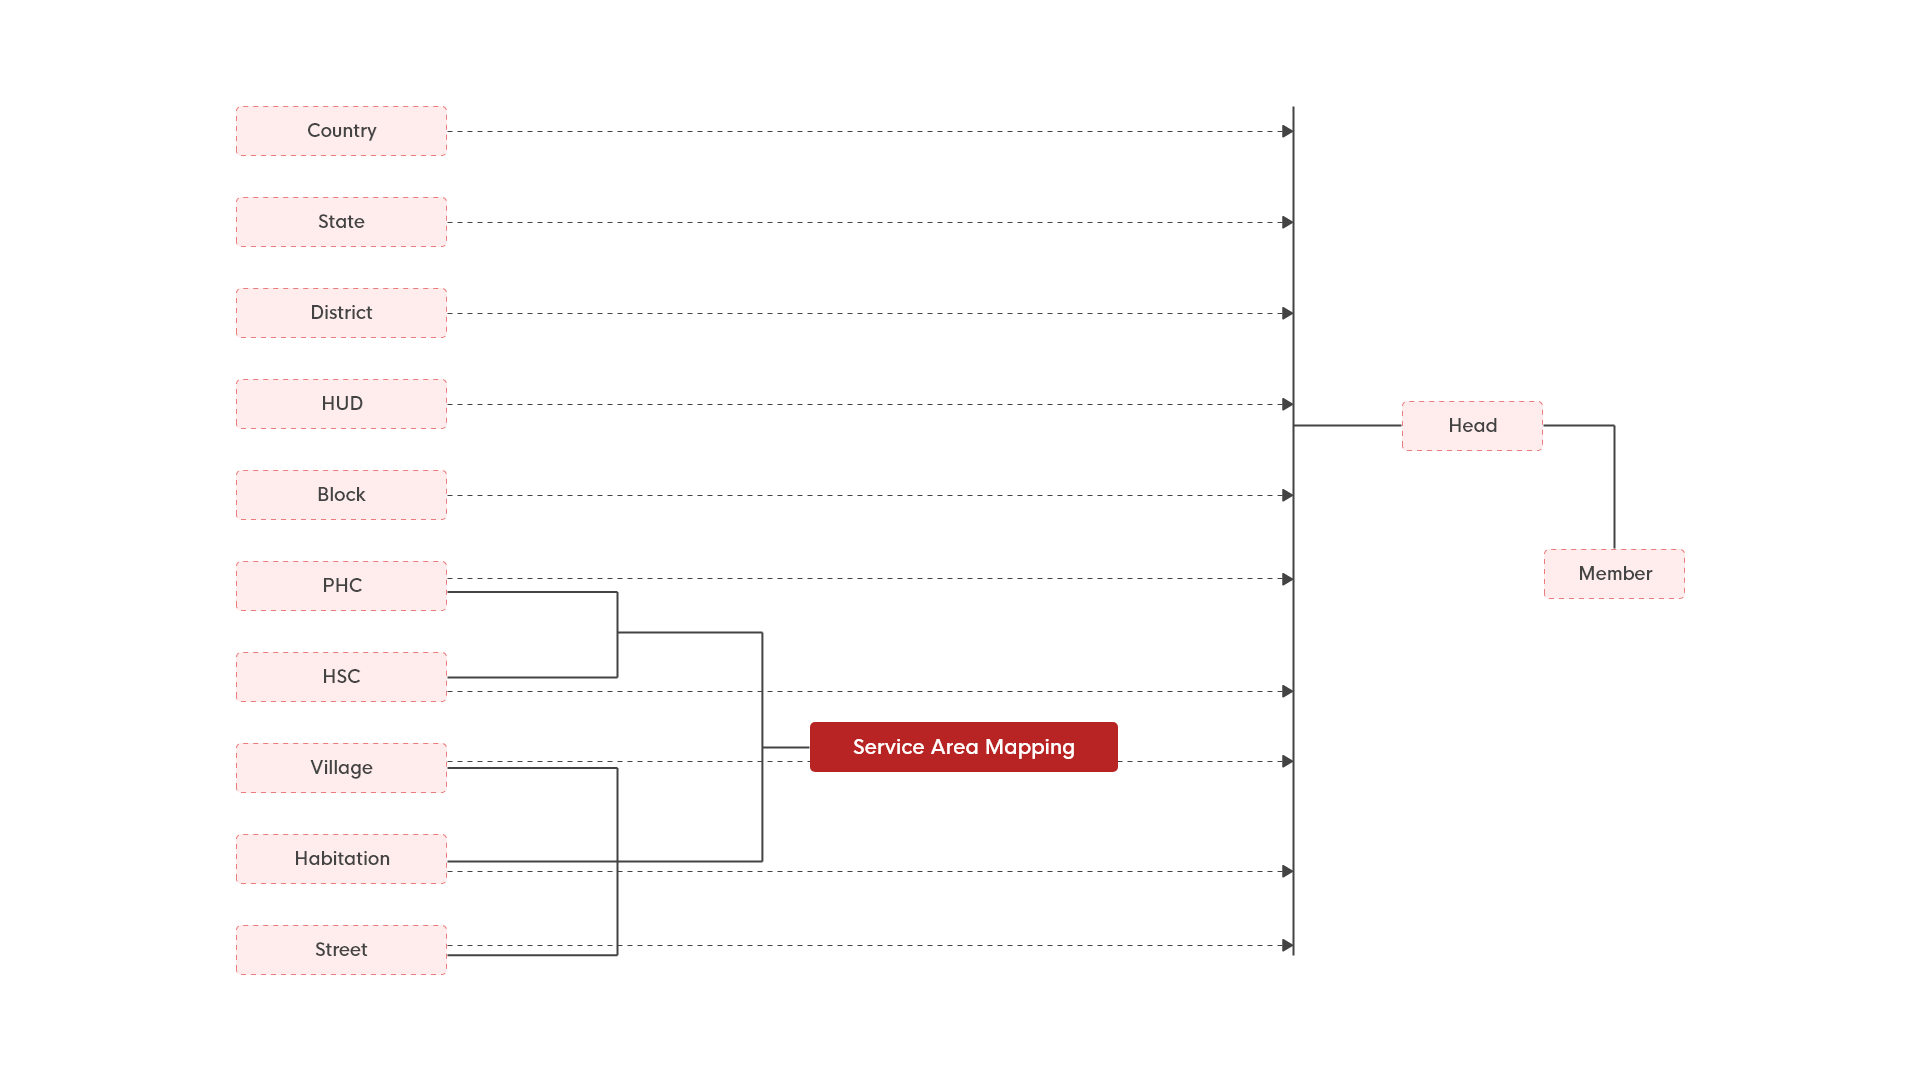 Country
State
District
HUD
Block
PHC
HSC
Village
Habitation
Street
Service Area Mapping
Head
Member